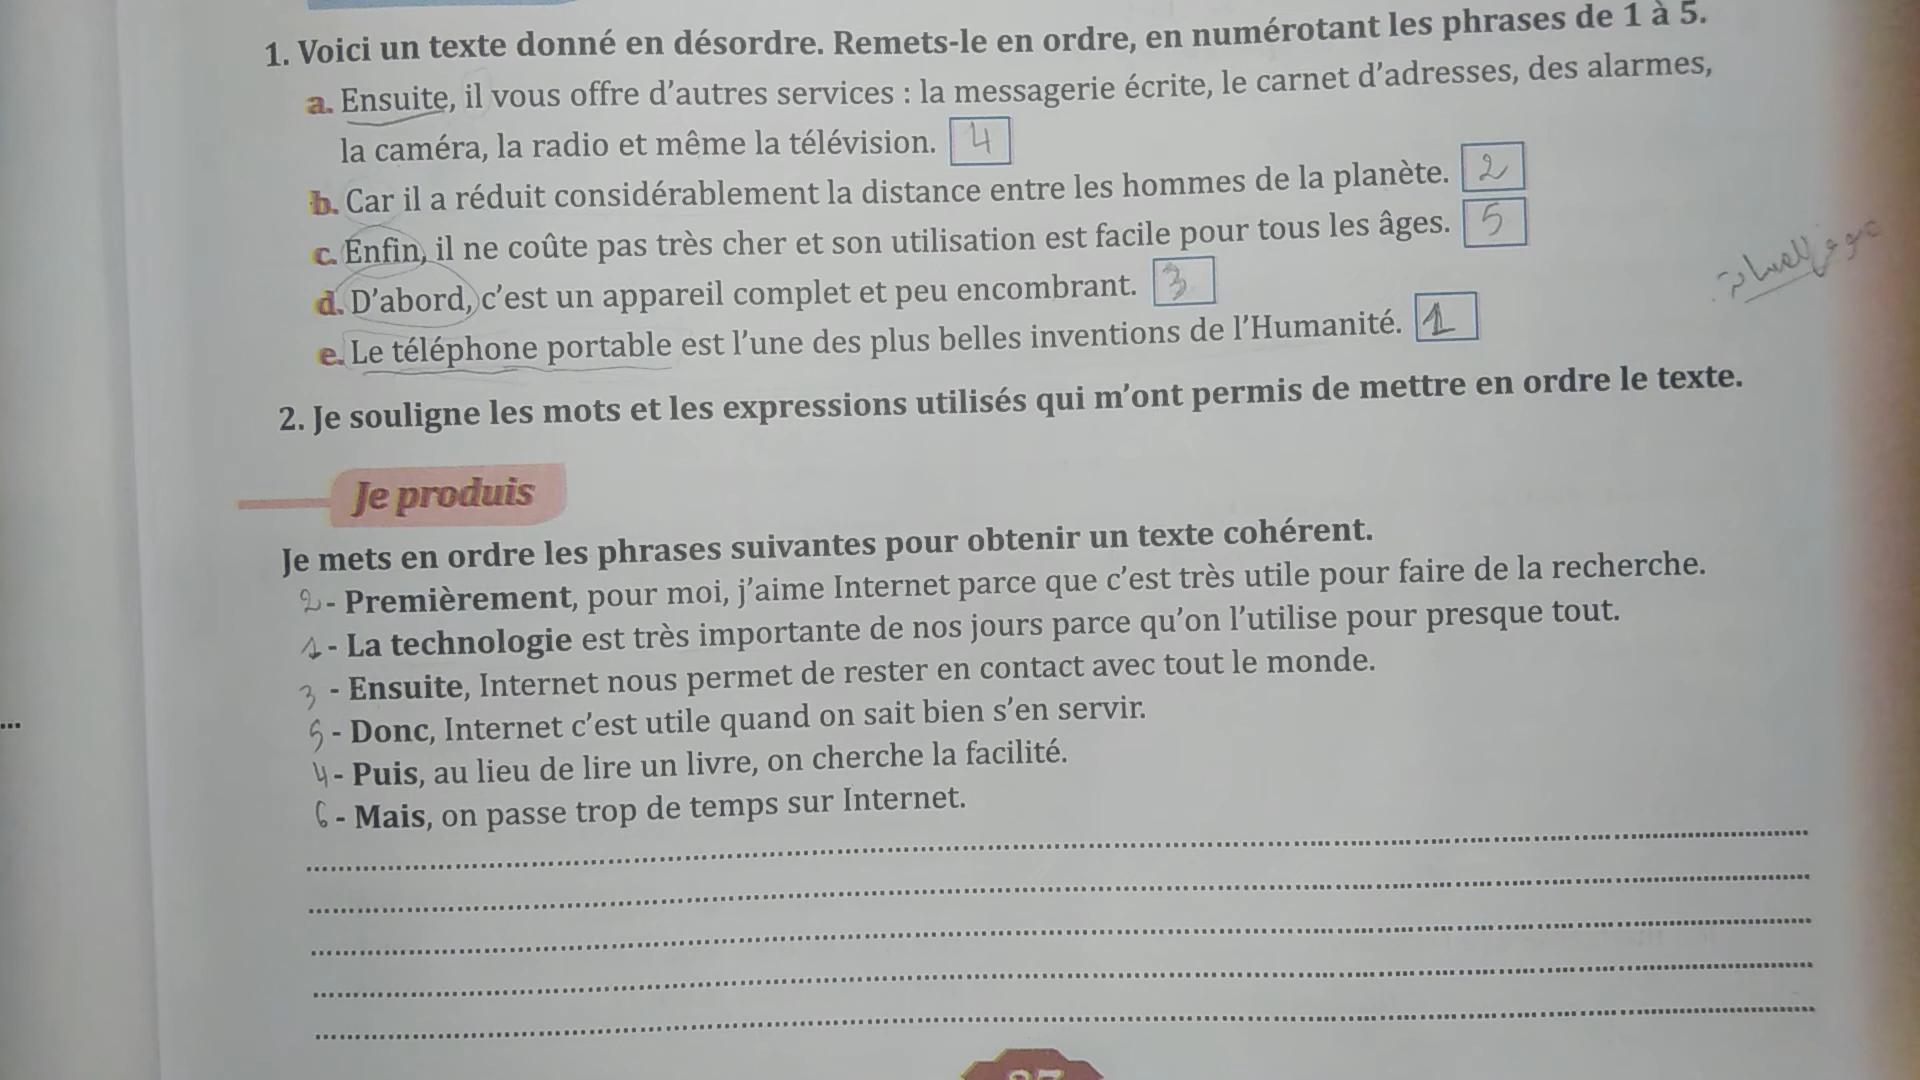 1. Voici un texte donné en désordre. Remets-le en ordre, en numérotant les phrases de 1 à 5.
a. Ensuite, il vous offre d'autres services : la messagerie écrite, le carnet d'adresses, des alarmes,
la caméra, la radio et même la télévision. 4
b. Car il a réduit considérablement la distance entre les hommes de la planète. 2
c. Enfin, il ne coûte pas très cher et son utilisation est facile pour tous les âges. 5
d. D'abord, c'est un appareil complet et peu encombrant. 3
e. Le téléphone portable est l'une des plus belles inventions de l'Humanité. 1
2. Je souligne les mots et les expressions utilisés qui m'ont permis de mettre en ordre le texte.
Je produis
Je mets en ordre les phrases suivantes pour obtenir un texte cohérent.
2 - Premièrement, pour moi, j'aime Internet parce que c'est très utile pour faire de la recherche.
1 - La technologie est très importante de nos jours parce qu'on l'utilise pour presque tout.
3 - Ensuite, Internet nous permet de rester en contact avec tout le monde.
5 - Donc, Internet c'est utile quand on sait bien s'en servir.
4 - Puis, au lieu de lire un livre, on cherche la facilité.
6 - Mais, on passe trop de temps sur Internet.